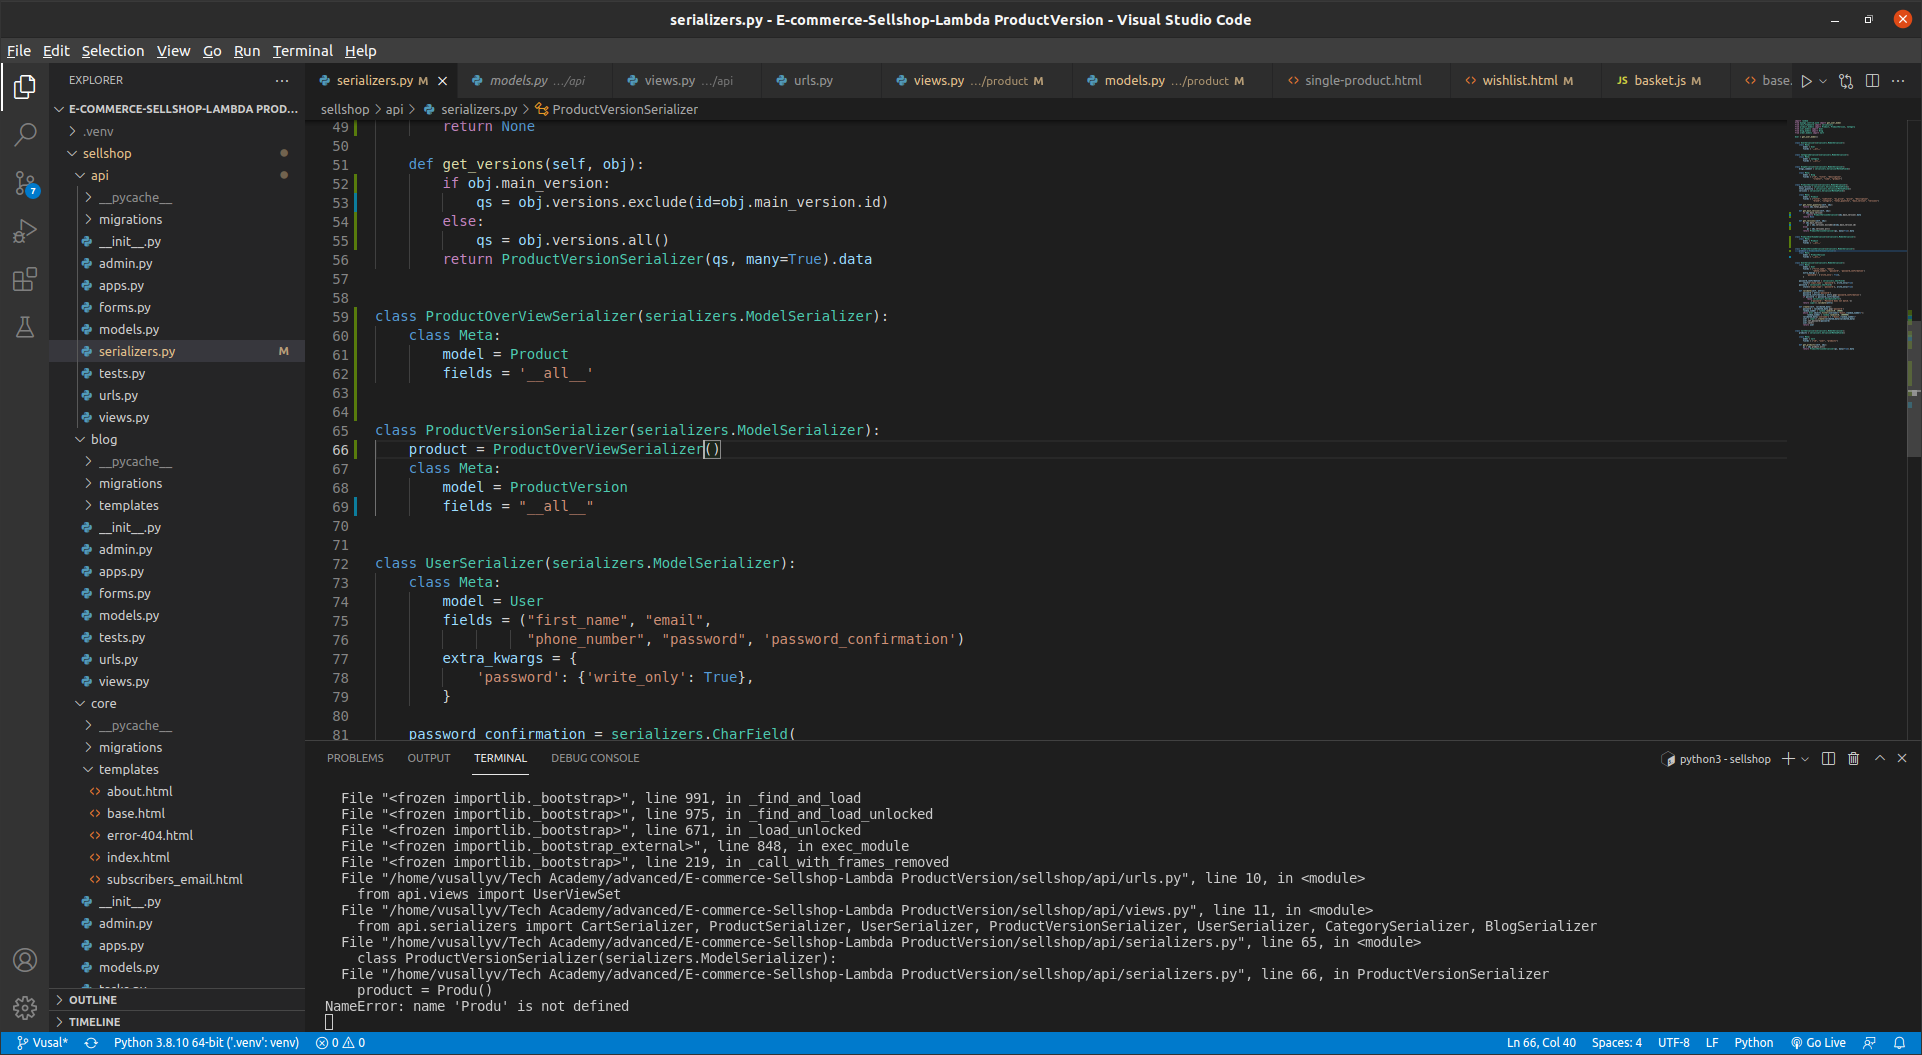 serializers.py - E-commerce-Sellshop-Lambda ProductVersion - Visual Studio Code
File Edit Selection View Go Run Terminal Help
EXPLORER
serializers.py M
models.py .../api
views.py .../api
urls.py
views.py .../product M
models.py .../product M
single-product.html
wishlist.html M
JS basket.js M
base.
E-COMMERCE-SELLSHOP-LAMBDA PROD...
.venv
sellshop
api
__pycache__
migrations
__init__.py
admin.py
apps.py
forms.py
models.py
serializers.py M
tests.py
urls.py
views.py
blog
__pycache__
migrations
templates
__init__.py
admin.py
apps.py
forms.py
models.py
tests.py
urls.py
views.py
core
__pycache__
migrations
templates
about.html
base.html
error-404.html
index.html
subscribers_email.html
__init__.py
admin.py
apps.py
models.py
OUTLINE
TIMELINE
7
sellshop > api > serializers.py > ProductVersionSerializer
49 return None
50
51 def get_versions(self, obj):
52 if obj.main_version:
53 qs = obj.versions.exclude(id=obj.main_version.id)
54 else:
55 qs = obj.versions.all()
56 return ProductVersionSerializer(qs, many=True).data
57
58
59 class ProductOverViewSerializer(serializers.ModelSerializer):
60 class Meta:
61 model = Product
62 fields = '__all__'
63
64
65 class ProductVersionSerializer(serializers.ModelSerializer):
66 product = ProductOverViewSerializer()
67 class Meta:
68 model = ProductVersion
69 fields = "__all__"
70
71
72 class UserSerializer(serializers.ModelSerializer):
73 class Meta:
74 model = User
75 fields = ("first_name", "email",
76 "phone_number", "password", 'password_confirmation')
77 extra_kwargs = {
78 'password': {'write_only': True},
79 }
80
81 password_confirmation = serializers.CharField(
PROBLEMS OUTPUT TERMINAL DEBUG CONSOLE
python3 - sellshop
File "<frozen importlib._bootstrap>", line 991, in _find_and_load
File "<frozen importlib._bootstrap>", line 975, in _find_and_load_unlocked
File "<frozen importlib._bootstrap>", line 671, in _load_unlocked
File "<frozen importlib._bootstrap_external>", line 848, in exec_module
File "<frozen importlib._bootstrap>", line 219, in _call_with_frames_removed
File "/home/vusallyv/Tech Academy/advanced/E-commerce-Sellshop-Lambda ProductVersion/sellshop/api/urls.py", line 10, in <module>
from api.views import UserViewSet
File "/home/vusallyv/Tech Academy/advanced/E-commerce-Sellshop-Lambda ProductVersion/sellshop/api/views.py", line 11, in <module>
from api.serializers import CartSerializer, ProductSerializer, UserSerializer, ProductVersionSerializer, UserSerializer, CategorySerializer, BlogSerializer
File "/home/vusallyv/Tech Academy/advanced/E-commerce-Sellshop-Lambda ProductVersion/sellshop/api/serializers.py", line 65, in <module>
class ProductVersionSerializer(serializers.ModelSerializer):
File "/home/vusallyv/Tech Academy/advanced/E-commerce-Sellshop-Lambda ProductVersion/sellshop/api/serializers.py", line 66, in ProductVersionSerializer
product = Produ()
NameError: name 'Produ' is not defined
Vusal* Python 3.8.10 64-bit ('.venv': venv) 0 0 Ln 66, Col 40 Spaces: 4 UTF-8 LF Python Go Live